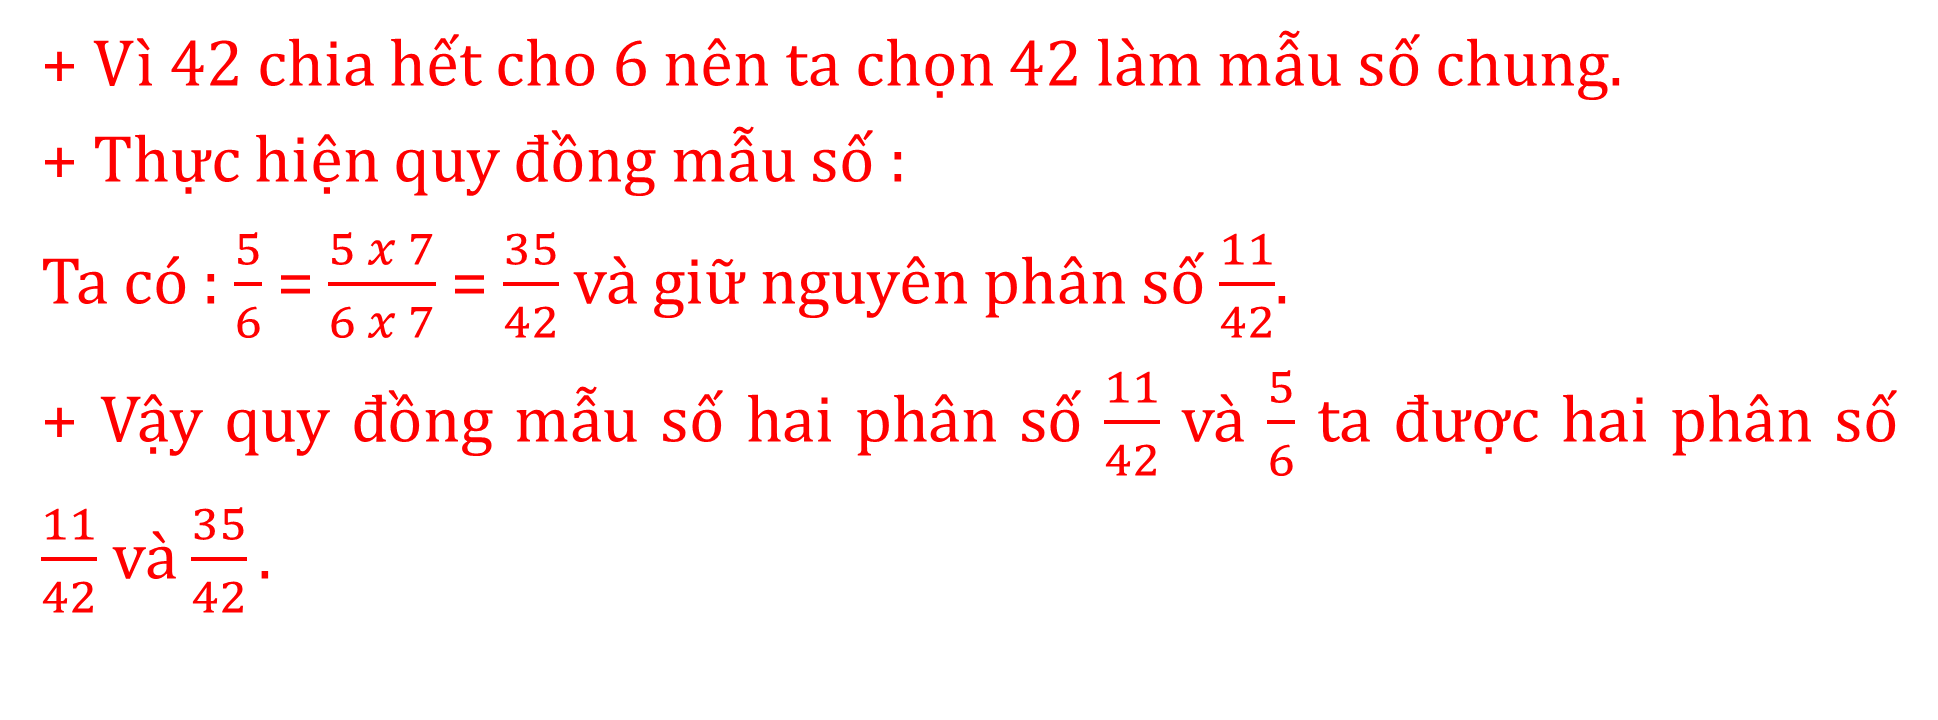 + Vì 42 chia hết cho 6 nên ta chọn 42 làm mẫu số chung.
+ Thực hiện quy đồng mẫu số :
Ta có : 5/6 = (5 x 7)/(6 x 7) = 35/42 và giữ nguyên phân số 11/42.
+ Vậy quy đồng mẫu số hai phân số 11/42 và 5/6 ta được hai phân số
11/42 và 35/42 .